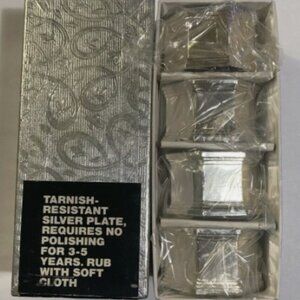 TARNISH-
RESISTANT
SILVER PLATE,
REQUIRES NO
POLISHING
FOR 3-5
YEARS. RUB
WITH SOFT
CLOTH